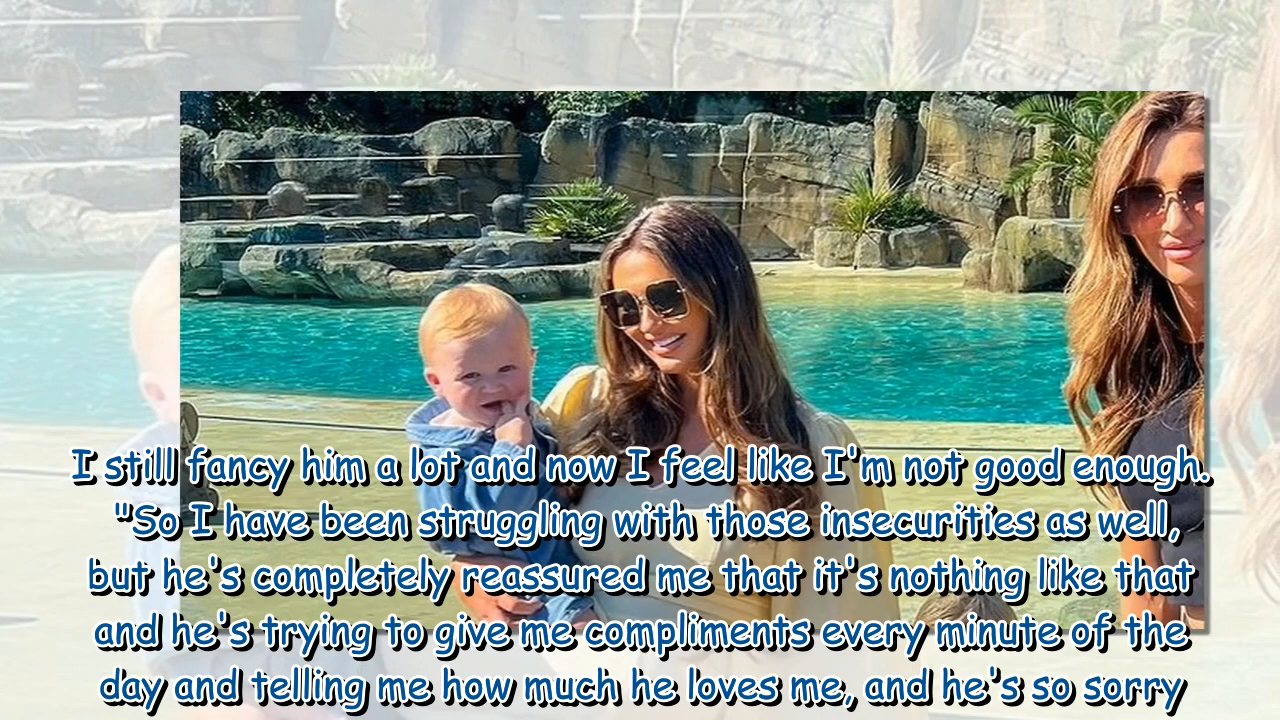 I still fancy him a lot and now I feel like I'm not good enough.
"So I have been struggling with those insecurities as well,
but he's completely reassured me that it's nothing like that
and he's trying to give me compliments every minute of the
day and telling me how much he loves me, and he's so sorry